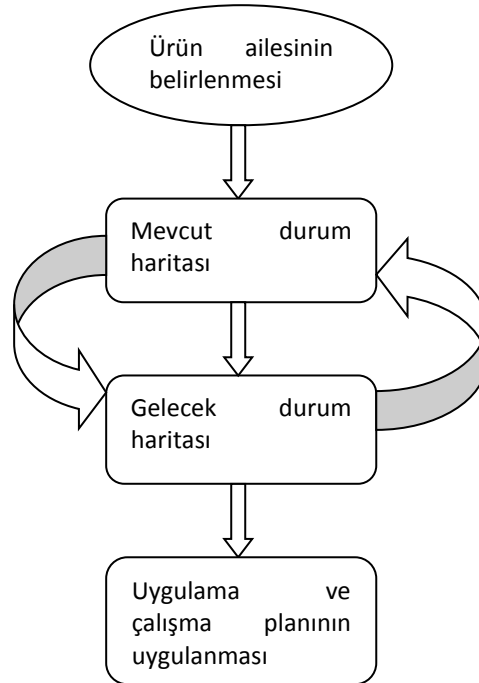 Ürün ailesinin
belirlenmesi
Mevcut durum
haritası
Gelecek durum
haritası
Uygulama ve
çalışma planının
uygulanması